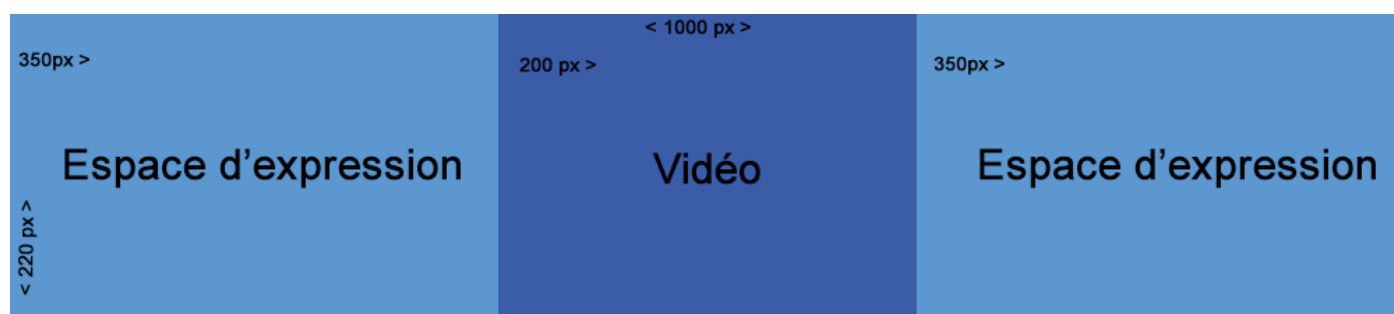 < 1000 px >
350px >
200 px >
350px >
Espace d'expression
Vidéo
Espace d'expression
< 220 px >